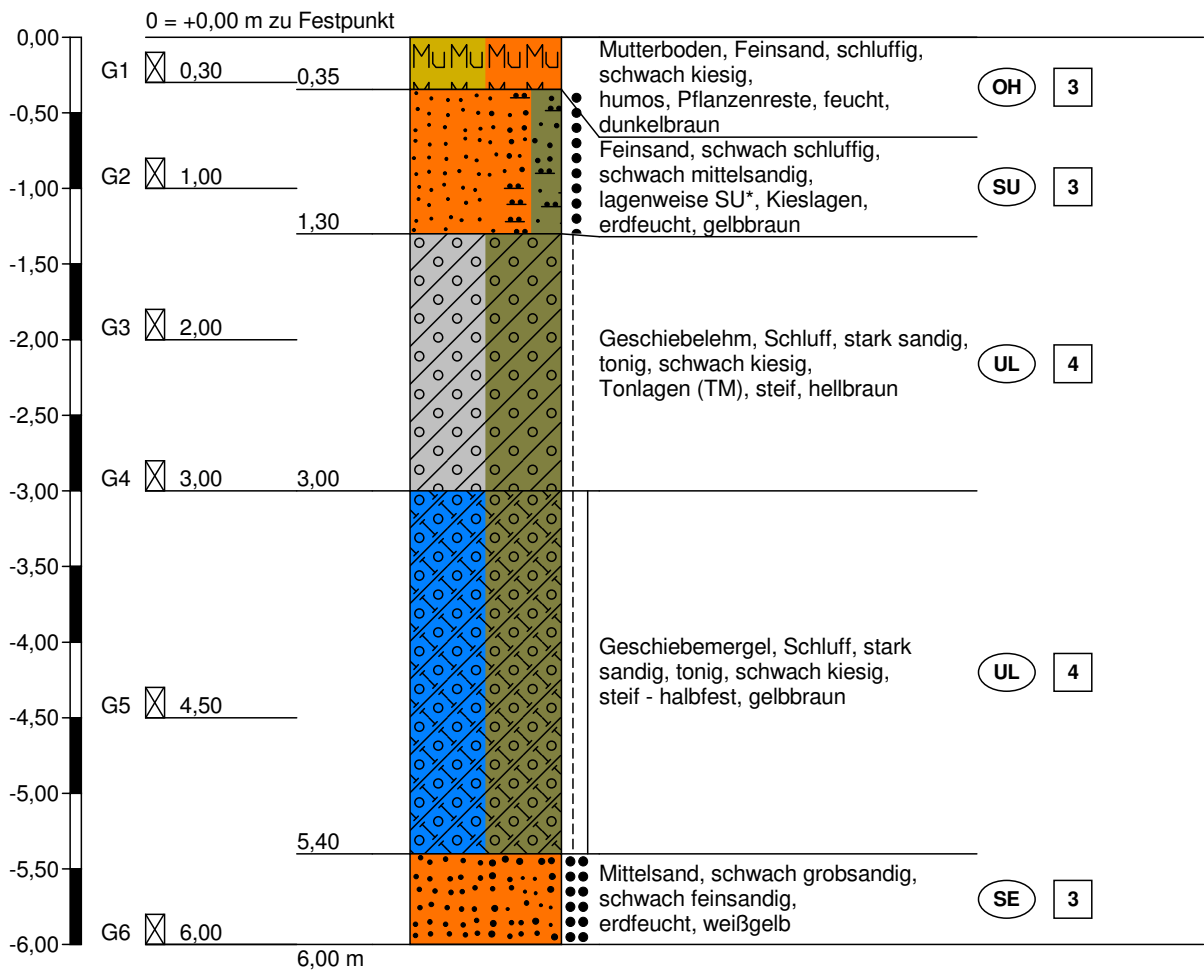 0 = +0,00 m zu Festpunkt
0,00
-0,50
-1,00
-1,50
-2,00
-2,50
-3,00
-3,50
-4,00
-4,50
-5,00
-5,50
-6,00
G1 0,30
G2 1,00
G3 2,00
G4 3,00
G5 4,50
G6 6,00
0,35
1,30
3,00
5,40
6,00 m
Mu Mu Mu Mu
Mutterboden, Feinsand, schluffig,
schwach kiesig,
humos, Pflanzenreste, feucht,
dunkelbraun
OH 3
Feinsand, schwach schluffig,
schwach mittelsandig,
lagenweise SU*, Kieslagen,
erdfeucht, gelbbraun
SU 3
Geschiebelehm, Schluff, stark sandig,
tonig, schwach kiesig,
Tonlagen (TM), steif, hellbraun
UL 4
Geschiebemergel, Schluff, stark
sandig, tonig, schwach kiesig,
steif - halbfest, gelbbraun
UL 4
Mittelsand, schwach grobsandig,
schwach feinsandig,
erdfeucht, weißgelb
SE 3